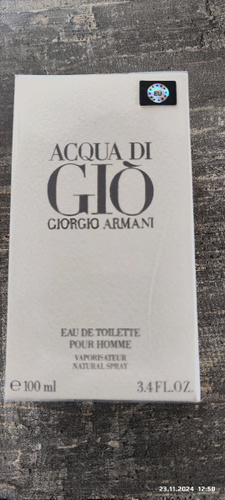 ACQUA DI
GIÒ
GIORGIO ARMANI
EAU DE TOILETTE
POUR HOMME
VAPORISATEUR
NATURAL SPRAY
℮ 100 ml 3.4 FL.OZ.
23.11.2024 12:50